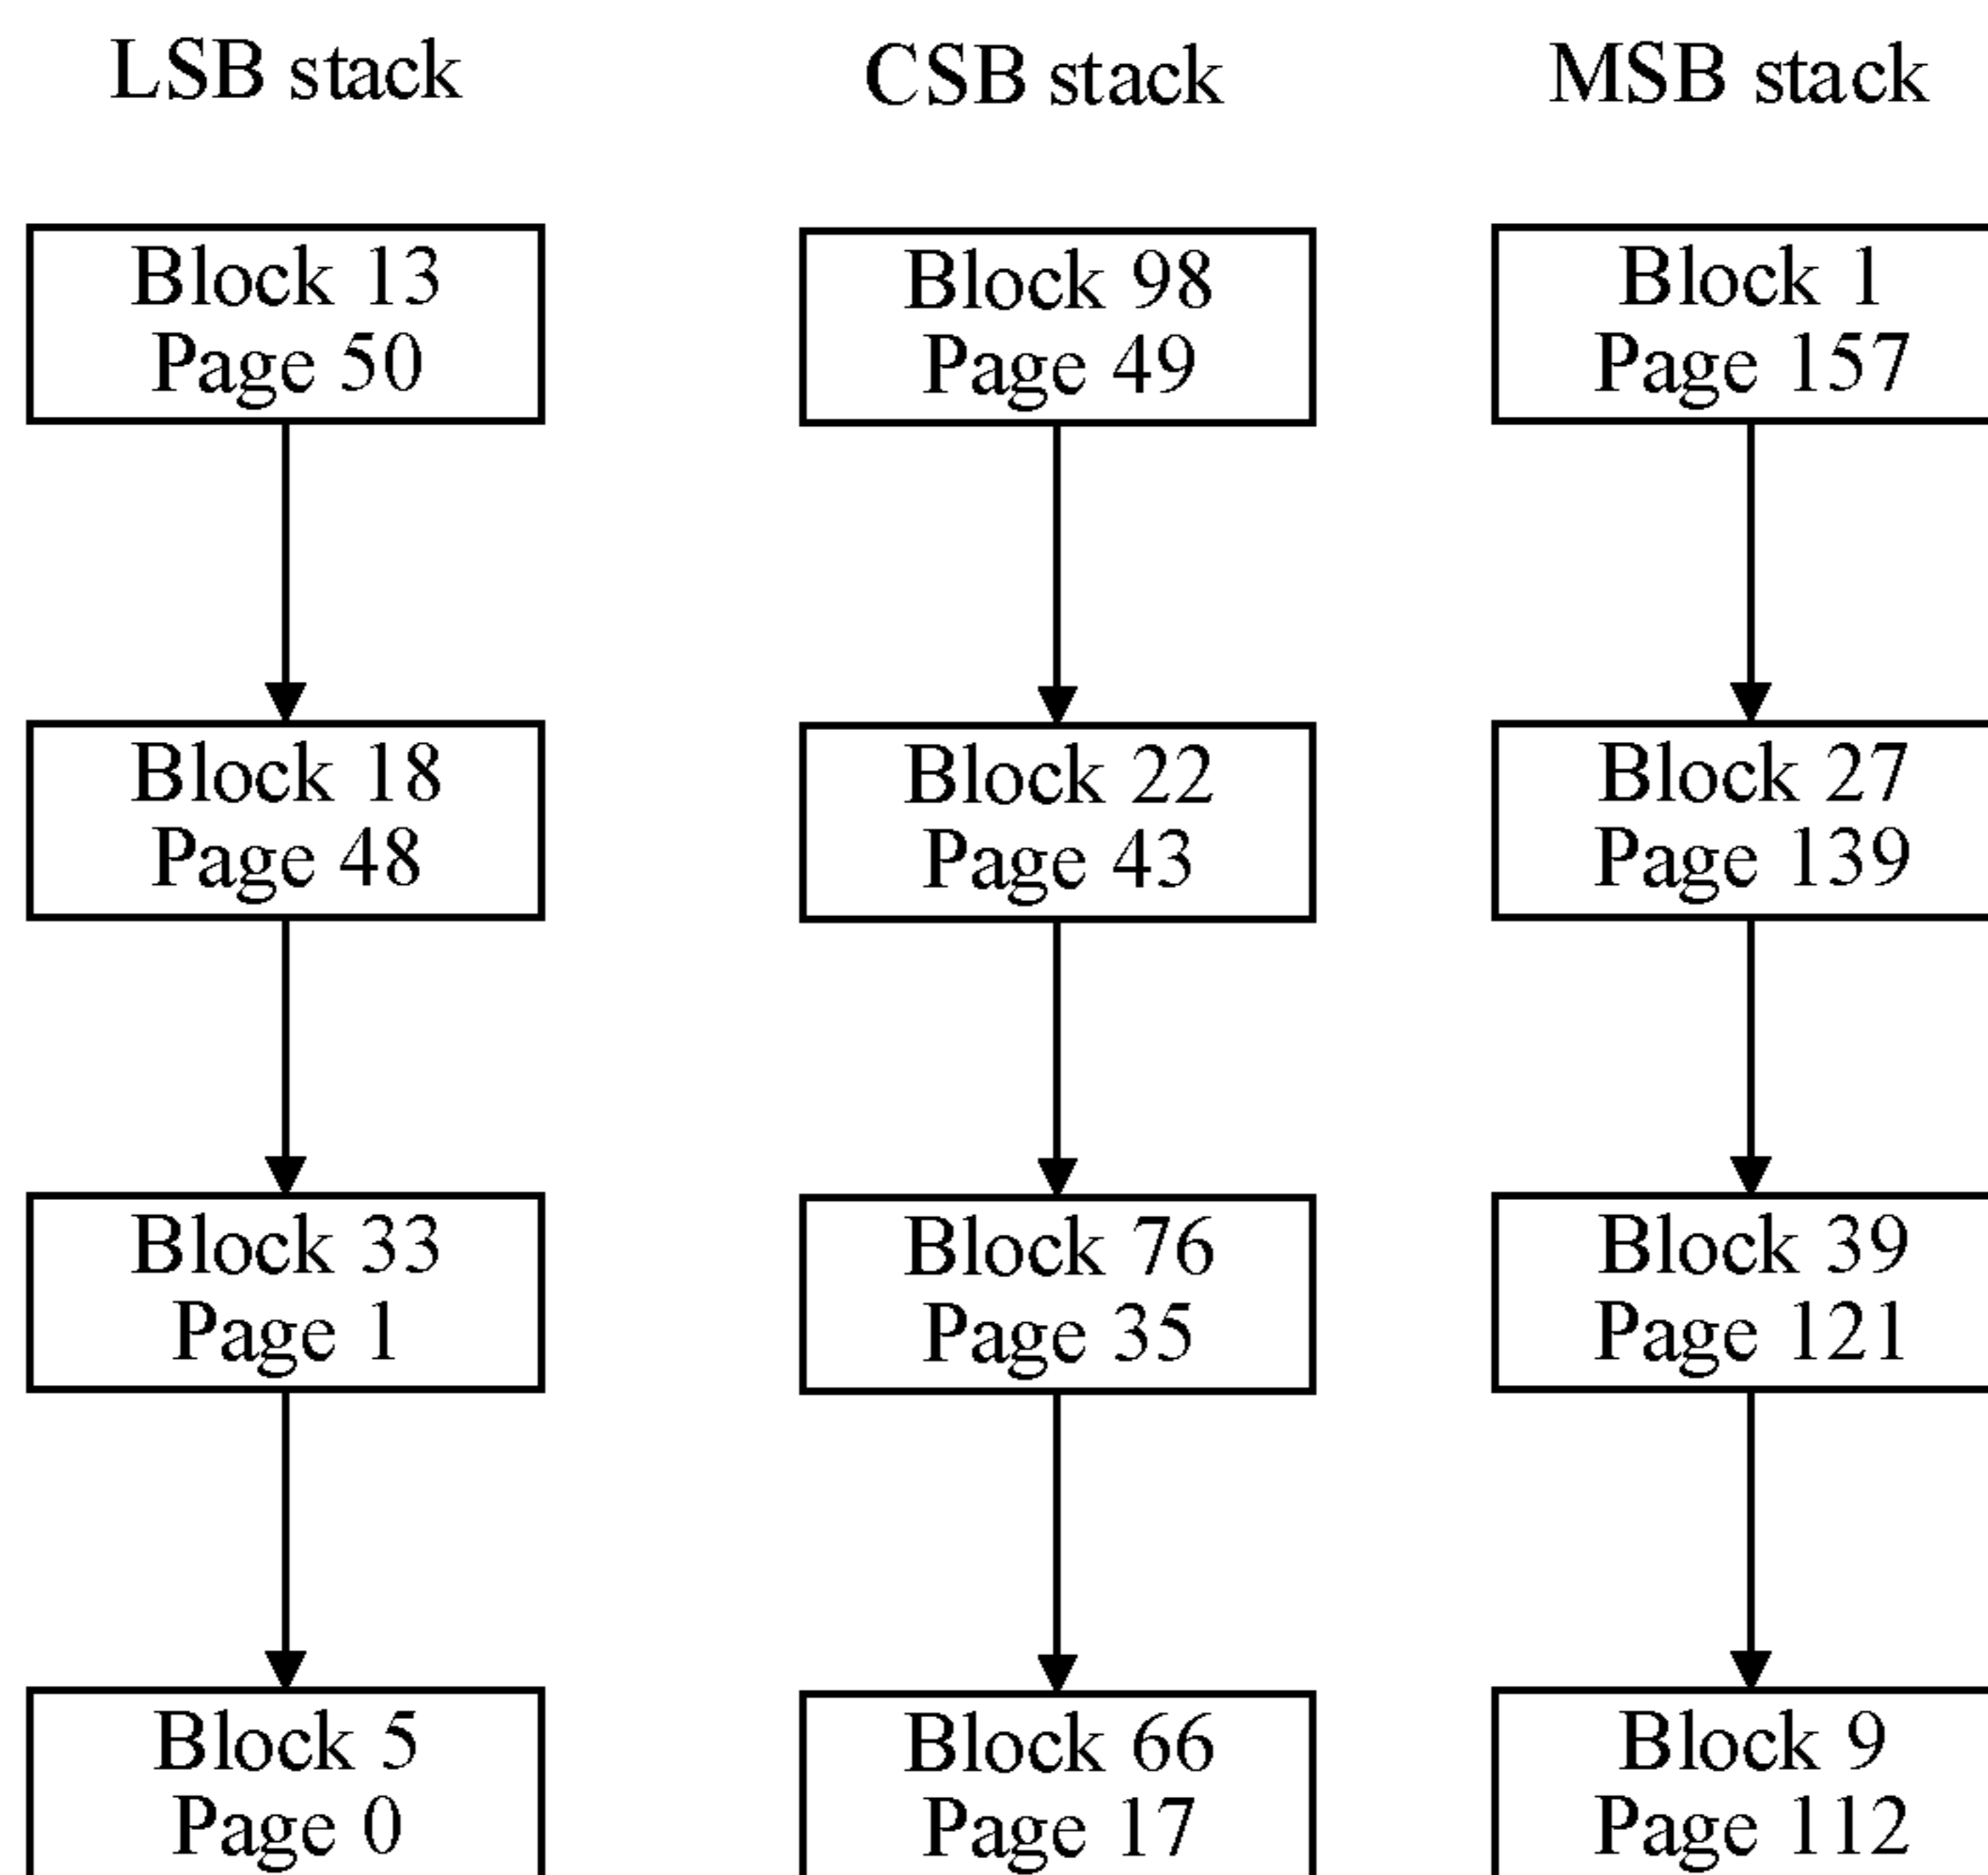 LSB stack
CSB stack
MSB stack
Block 13
Page 50
Block 98
Page 49
Block 1
Page 157
Block 18
Page 48
Block 22
Page 43
Block 27
Page 139
Block 33
Page 1
Block 76
Page 35
Block 39
Page 121
Block 5
Page 0
Block 66
Page 17
Block 9
Page 112